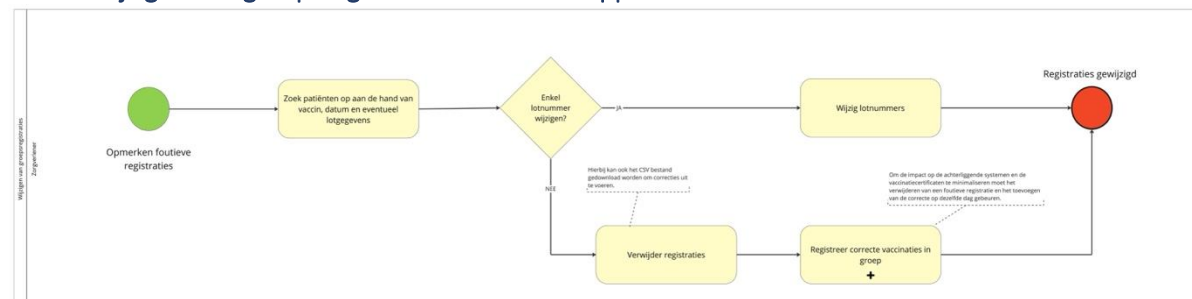 Wijzigen van groepsregistraties
Zorgverlener
Opmerken foutieve
registraties
Zoek patiënten op aan de hand van
vaccin, datum en eventueel
lotgegevens
Enkel
lotnummer
wijzigen?
JA
Wijzig lotnummers
Registraties gewijzigd
NEE
Hierbij kan ook het CSV bestand
gedownload worden om correcties uit
te voeren.
Verwijder registraties
Om de impact op de achterliggende systemen en de
vaccinatiecertificaten te minimaliseren moet het
verwijderen van een foutieve registratie en het toevoegen
van de correcte op dezelfde dag gebeuren.
Registreer correcte vaccinaties in
groep
+